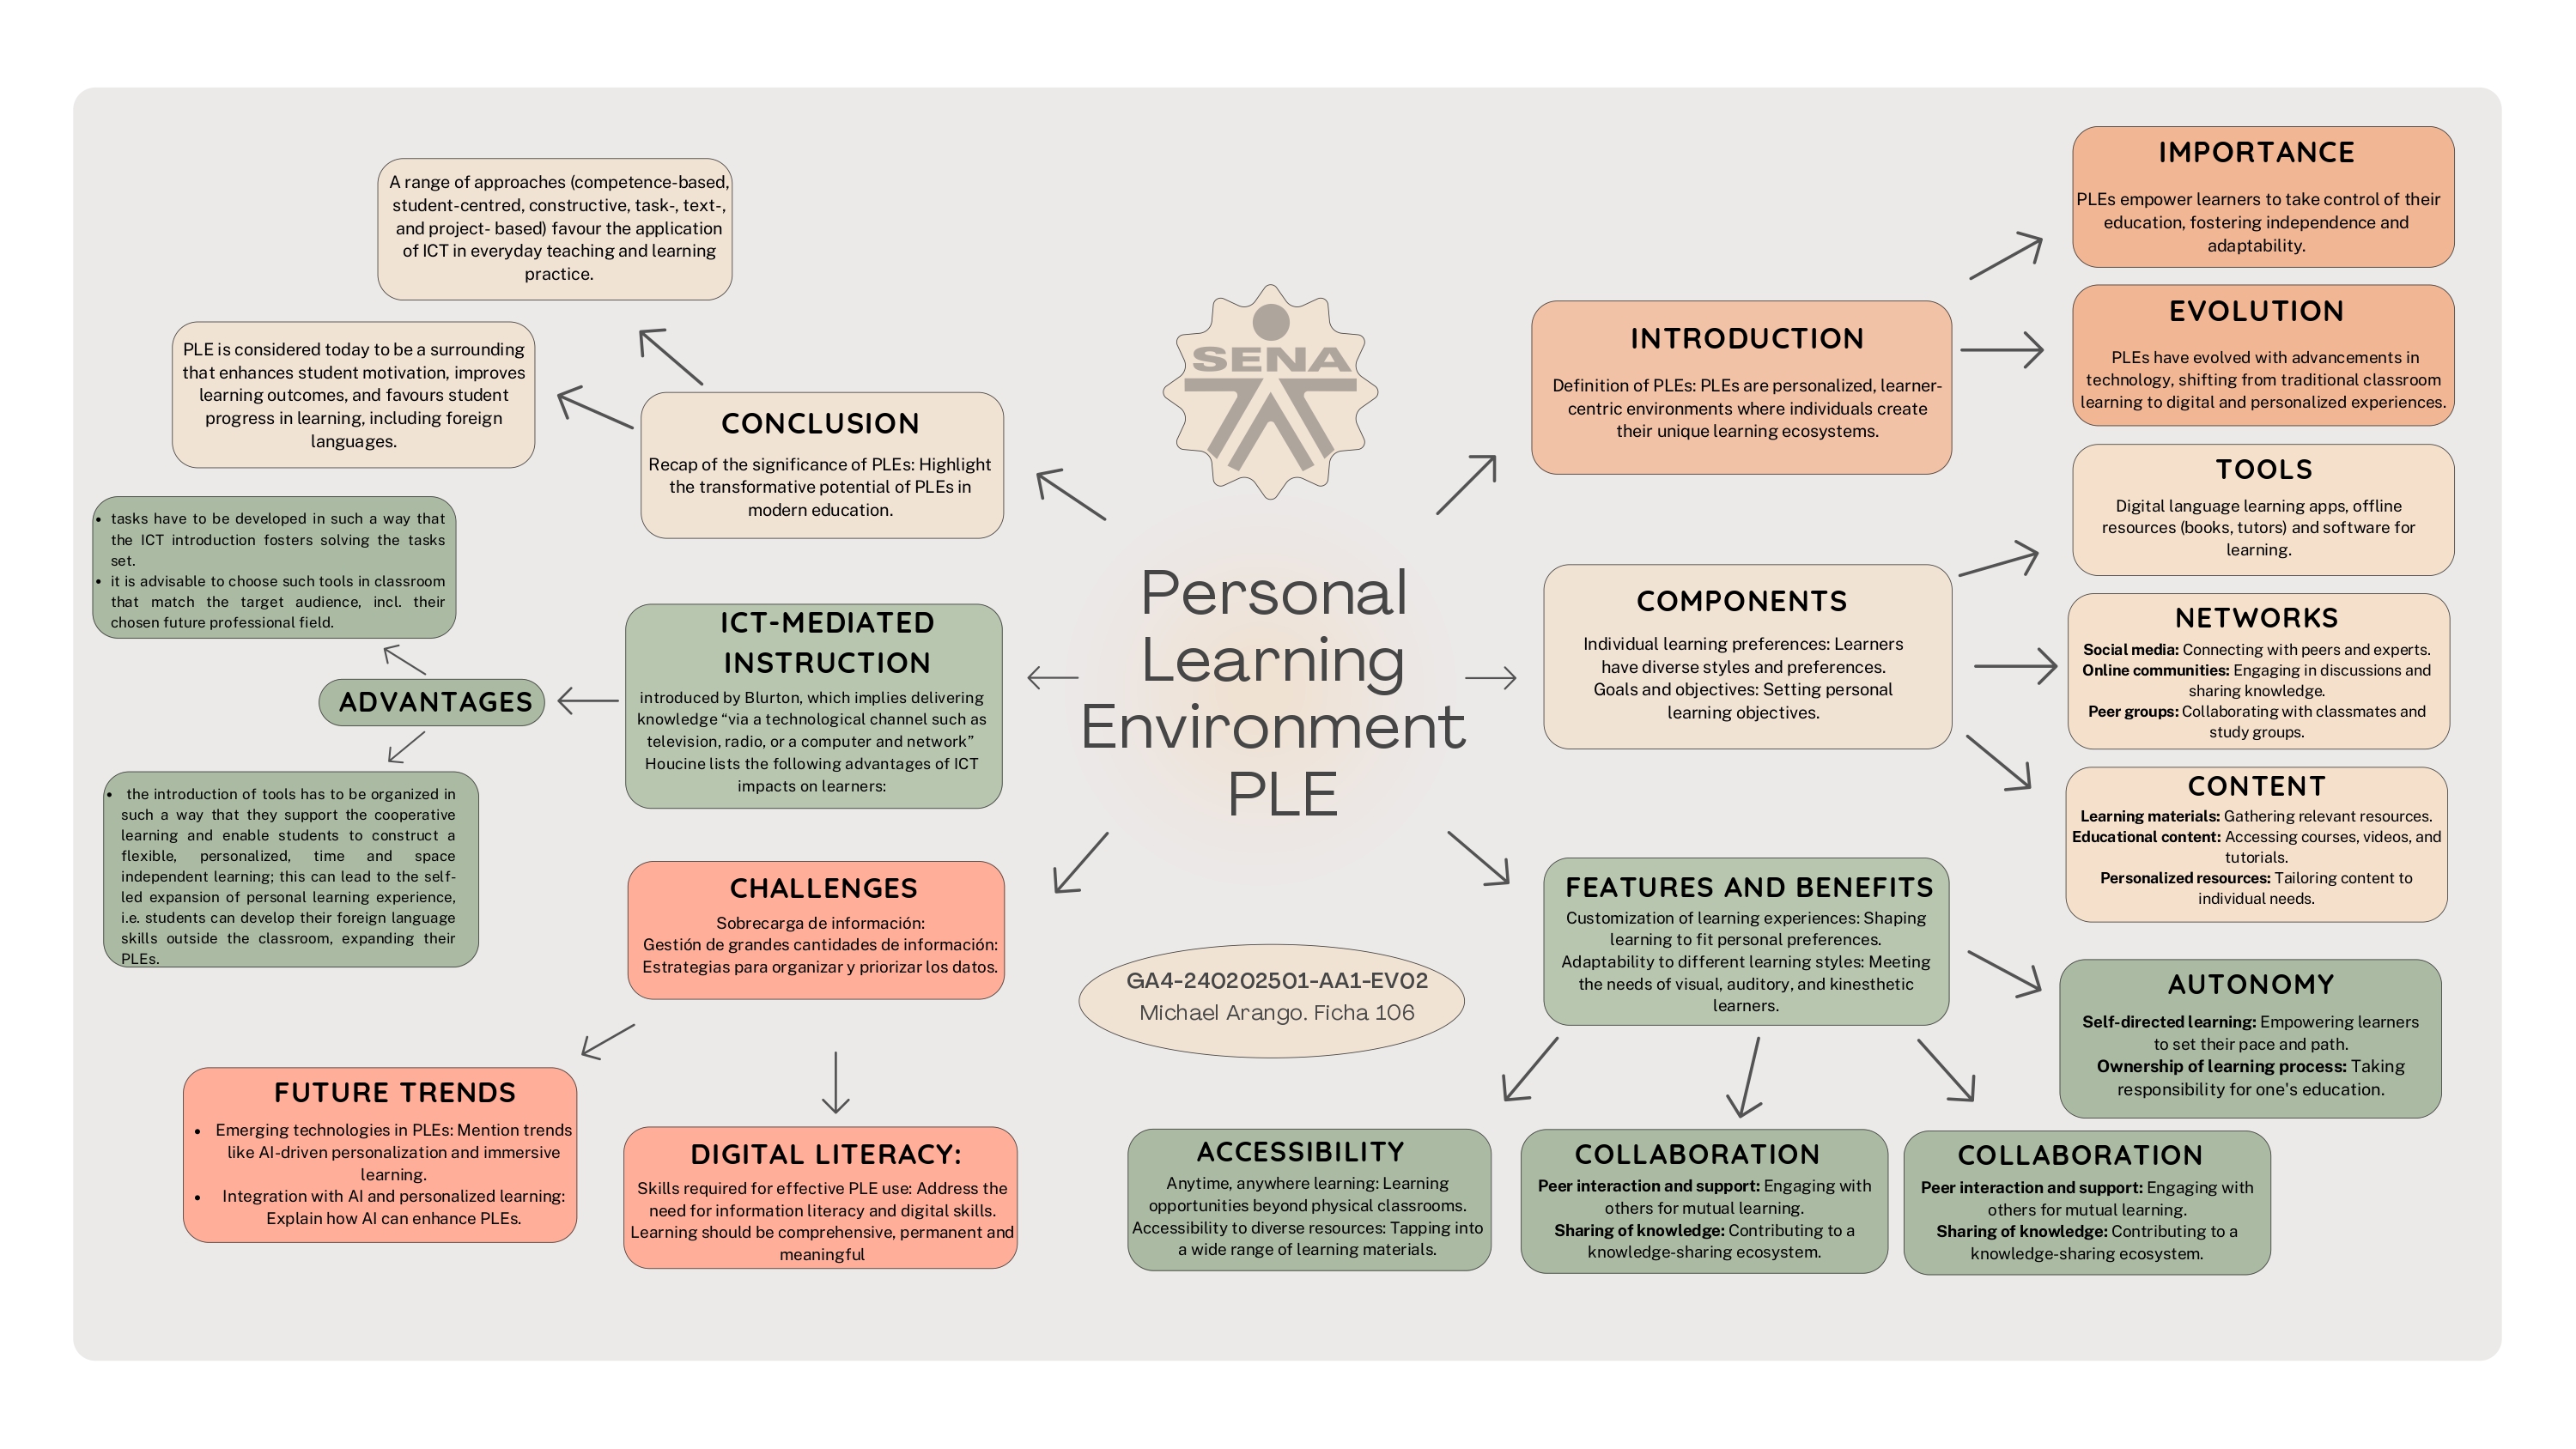 SENA
Personal
Learning
Environment
PLE
GA4-240202501-AA1-EV02
Michael Arango. Ficha 106
INTRODUCTION
Definition of PLEs: PLEs are personalized, learner-
centric environments where individuals create
their unique learning ecosystems.
IMPORTANCE
PLEs empower learners to take control of their
education, fostering independence and
adaptability.
EVOLUTION
PLEs have evolved with advancements in
technology, shifting from traditional classroom
learning to digital and personalized experiences.
COMPONENTS
Individual learning preferences: Learners
have diverse styles and preferences.
Goals and objectives: Setting personal
learning objectives.
TOOLS
Digital language learning apps, offline
resources (books, tutors) and software for
learning.
NETWORKS
Social media: Connecting with peers and experts.
Online communities: Engaging in discussions and
sharing knowledge.
Peer groups: Collaborating with classmates and
study groups.
CONTENT
Learning materials: Gathering relevant resources.
Educational content: Accessing courses, videos, and
tutorials.
Personalized resources: Tailoring content to
individual needs.
FEATURES AND BENEFITS
Customization of learning experiences: Shaping
learning to fit personal preferences.
Adaptability to different learning styles: Meeting
the needs of visual, auditory, and kinesthetic
learners.
AUTONOMY
Self-directed learning: Empowering learners
to set their pace and path.
Ownership of learning process: Taking
responsibility for one's education.
COLLABORATION
Peer interaction and support: Engaging with
others for mutual learning.
Sharing of knowledge: Contributing to a
knowledge-sharing ecosystem.
COLLABORATION
Peer interaction and support: Engaging with
others for mutual learning.
Sharing of knowledge: Contributing to a
knowledge-sharing ecosystem.
ACCESSIBILITY
Anytime, anywhere learning: Learning
opportunities beyond physical classrooms.
Accessibility to diverse resources: Tapping into
a wide range of learning materials.
CHALLENGES
Sobrecarga de información:
Gestión de grandes cantidades de información:
Estrategias para organizar y priorizar los datos.
DIGITAL LITERACY:
Skills required for effective PLE use: Address the
need for information literacy and digital skills.
Learning should be comprehensive, permanent and
meaningful
FUTURE TRENDS
• Emerging technologies in PLEs: Mention trends
like AI-driven personalization and immersive
learning.
• Integration with AI and personalized learning:
Explain how AI can enhance PLEs.
ICT-MEDIATED
INSTRUCTION
introduced by Blurton, which implies delivering
knowledge “via a technological channel such as
television, radio, or a computer and network”
Houcine lists the following advantages of ICT
impacts on learners:
ADVANTAGES
• tasks have to be developed in such a way that
the ICT introduction fosters solving the tasks
set.
• it is advisable to choose such tools in classroom
that match the target audience, incl. their
chosen future professional field.
• the introduction of tools has to be organized in
such a way that they support the cooperative
learning and enable students to construct a
flexible, personalized, time and space
independent learning; this can lead to the self-
led expansion of personal learning experience,
i.e. students can develop their foreign language
skills outside the classroom, expanding their
PLEs.
CONCLUSION
Recap of the significance of PLEs: Highlight
the transformative potential of PLEs in
modern education.
A range of approaches (competence-based,
student-centred, constructive, task-, text-,
and project- based) favour the application
of ICT in everyday teaching and learning
practice.
PLE is considered today to be a surrounding
that enhances student motivation, improves
learning outcomes, and favours student
progress in learning, including foreign
languages.